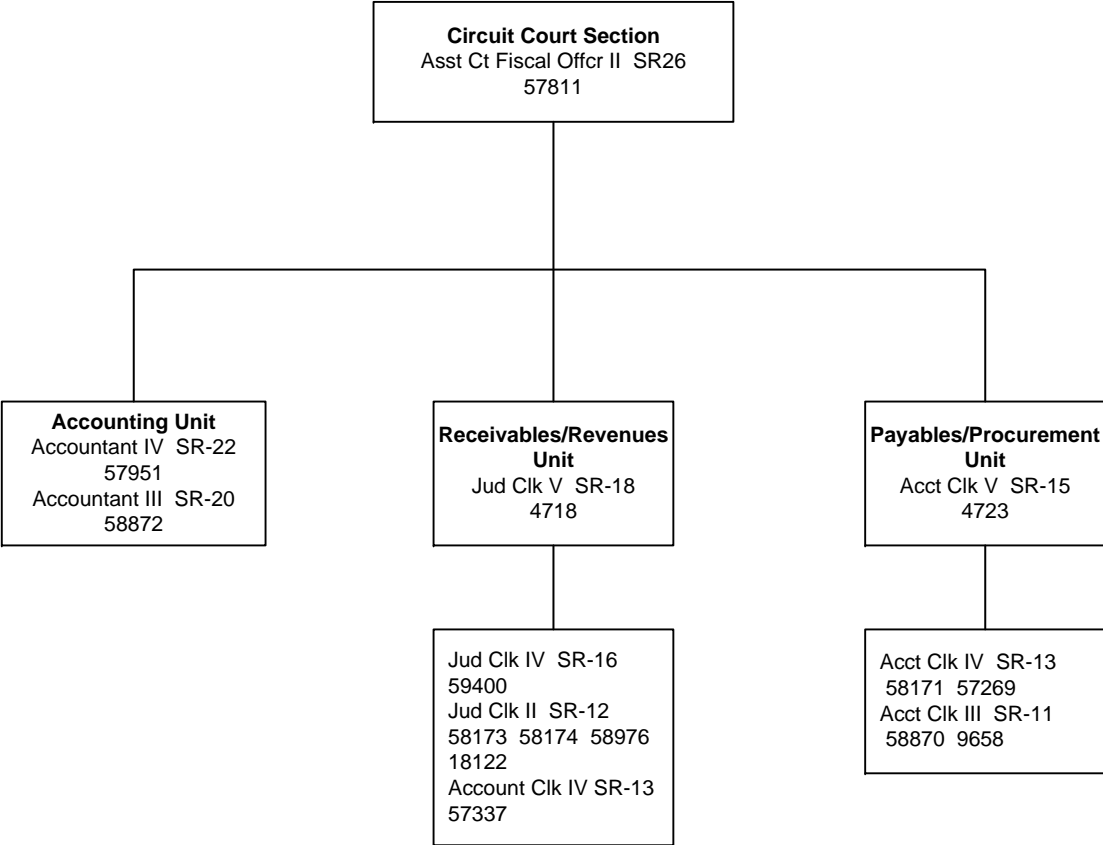 Circuit Court Section
Asst Ct Fiscal Offcr II SR26
57811
Accounting Unit
Accountant IV SR-22
57951
Accountant III SR-20
58872
Receivables/Revenues
Unit
Jud Clk V SR-18
4718
Payables/Procurement
Unit
Acct Clk V SR-15
4723
Jud Clk IV SR-16
59400
Jud Clk II SR-12
58173 58174 58976
18122
Account Clk IV SR-13
57337
Acct Clk IV SR-13
58171 57269
Acct Clk III SR-11
58870 9658